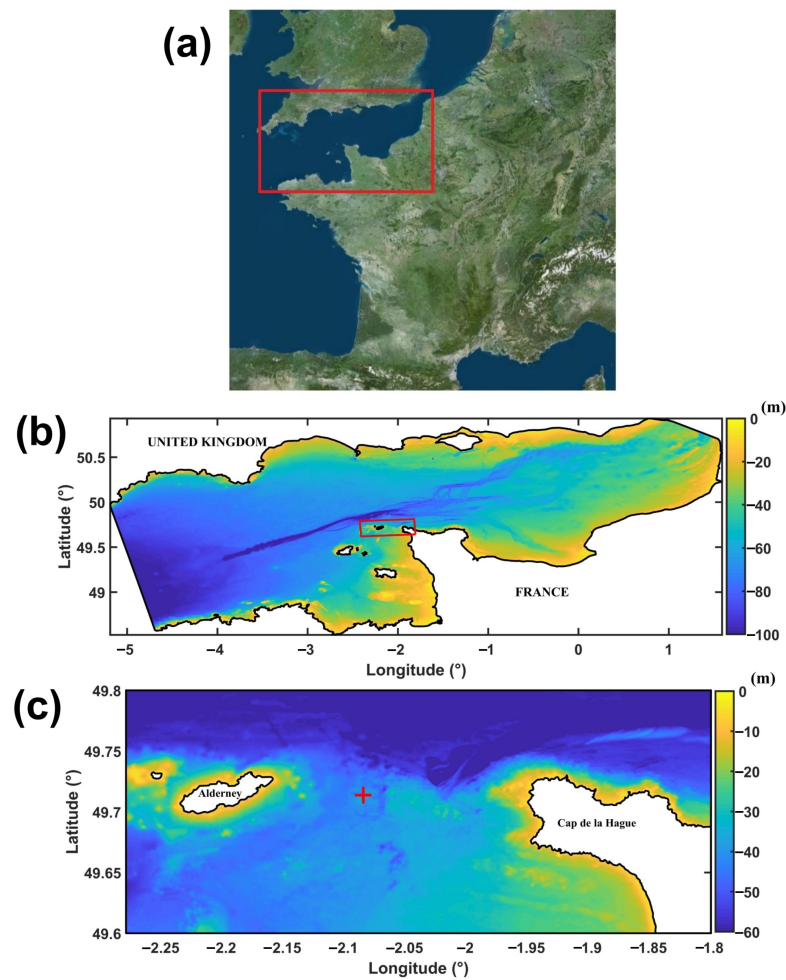 (a)
(b)
UNITED KINGDOM
FRANCE
50.5
50
49.5
49
Latitude (°)
−5 −4 −3 −2 −1 0 1
Longitude (°)
(m)
0
−20
−40
−60
−80
−100
(c)
Alderney
Cap de la Hague
49.8
49.75
49.7
49.65
49.6
Latitude (°)
−2.25 −2.2 −2.15 −2.1 −2.05 −2 −1.95 −1.9 −1.85 −1.8
Longitude (°)
(m)
0
−10
−20
−30
−40
−50
−60